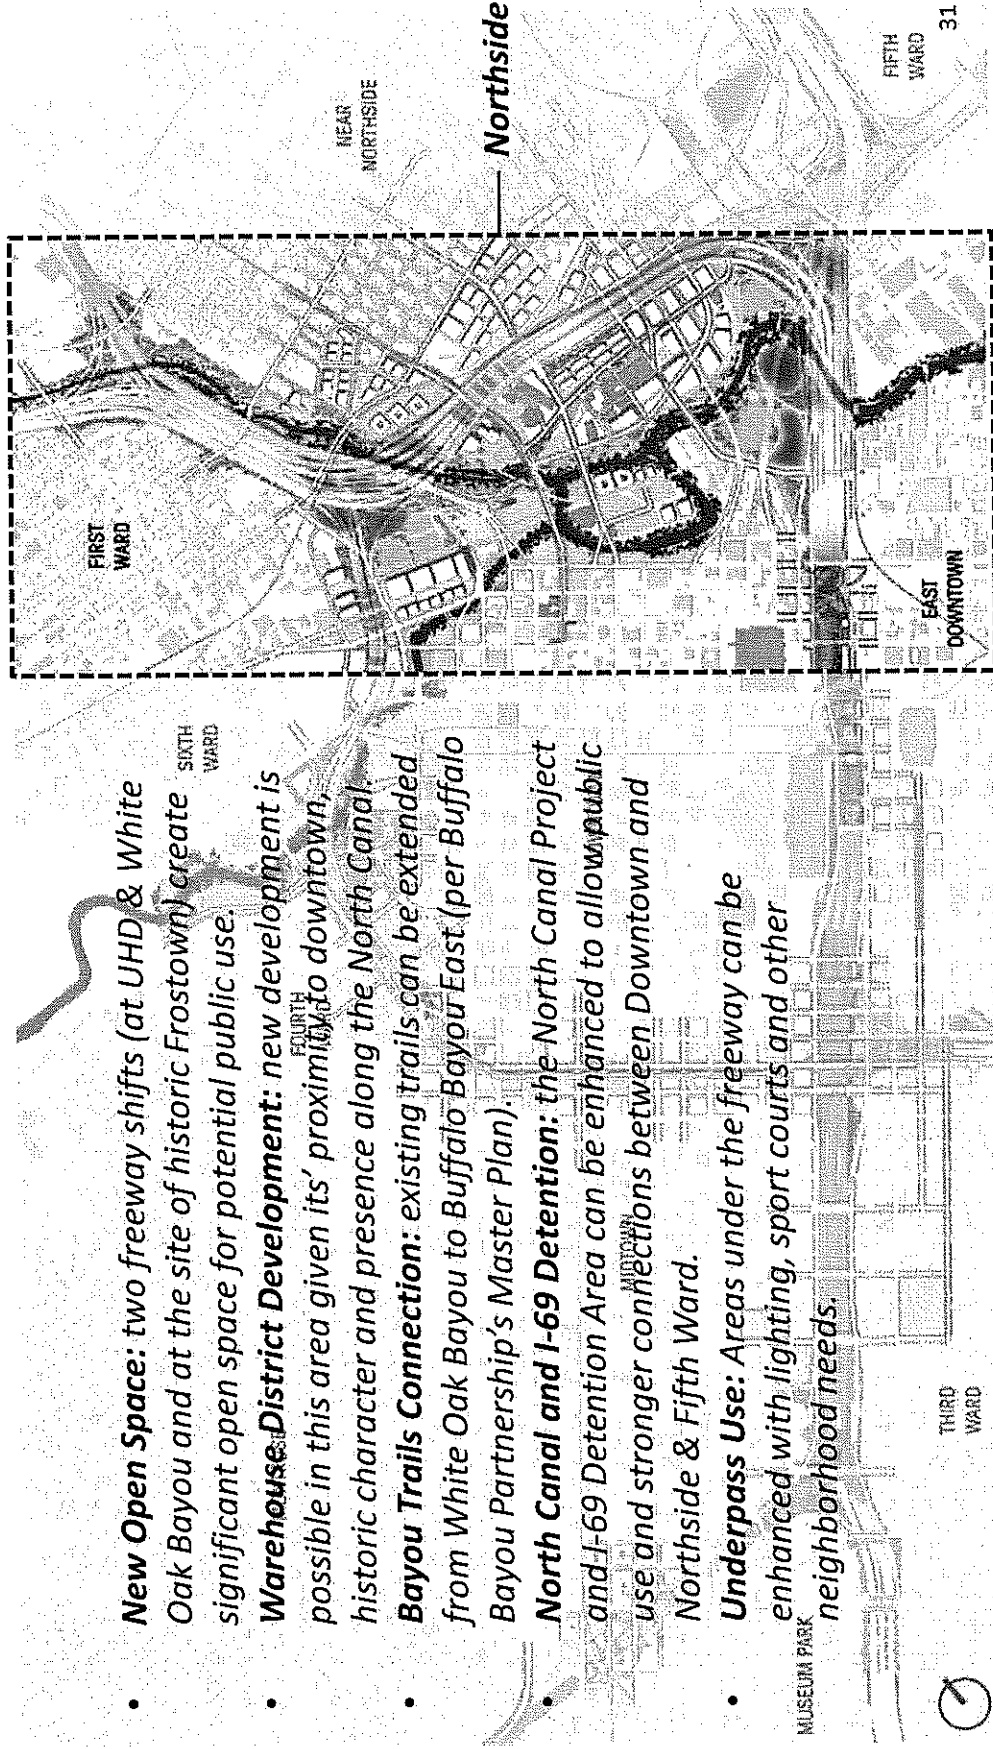 • New Open Space: two freeway shifts (at UHD & White
Oak Bayou and at the site of historic Frostown) create
significant open space for potential public use.
• Warehouse District Development: new development is
possible in this area given its' proximity to downtown,
historic character and presence along the North Canal.
• Bayou Trails Connection: existing trails can be extended
from White Oak Bayou to Buffalo Bayou East (per Buffalo
Bayou Partnership's Master Plan).
• North Canal and I-69 Detention: the North Canal Project
and I-69 Detention Area can be enhanced to allow public
use and stronger connections between Downtown and
Northside & Fifth Ward.
• Underpass Use: Areas under the freeway can be
enhanced with lighting, sport courts and other
neighborhood needs.
SIXTH
WARD
FOURTH
MIDTOWN
MUSEUM PARK
THIRD
WARD
FIRST
WARD
EAST
DOWNTOWN
NEAR
NORTHSIDE
Northside
FIFTH
WARD
31